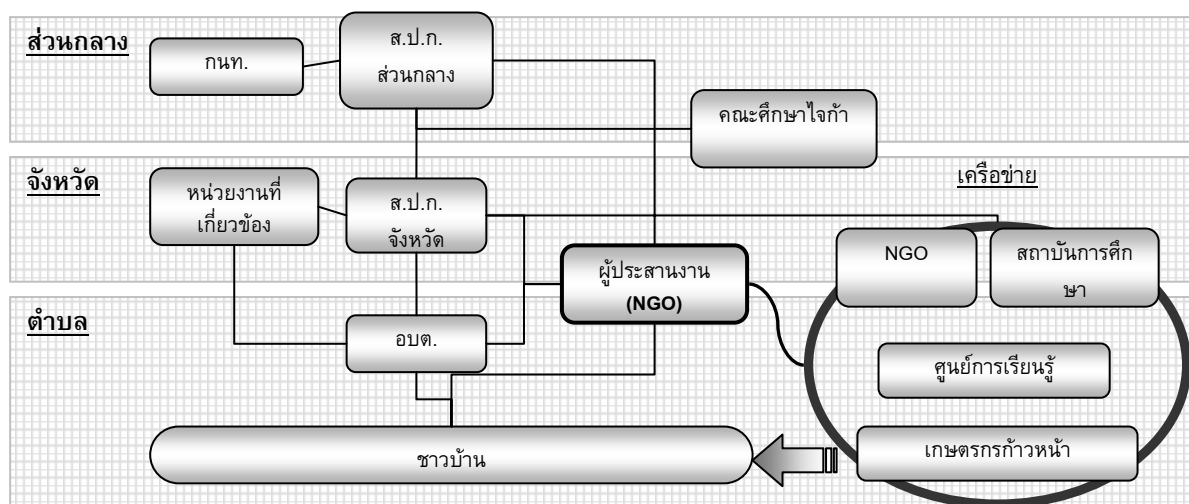 ส่วนกลาง
กนท.
ส.ป.ก.
ส่วนกลาง
คณะศึกษาไจก้า
จังหวัด
หน่วยงานที่
เกี่ยวข้อง
ส.ป.ก.
จังหวัด
เครือข่าย
ผู้ประสานงาน
(NGO)
NGO
สถาบันการศึก
ษา
ตำบล
อบต.
ศูนย์การเรียนรู้
ชาวบ้าน
เกษตรกรก้าวหน้า